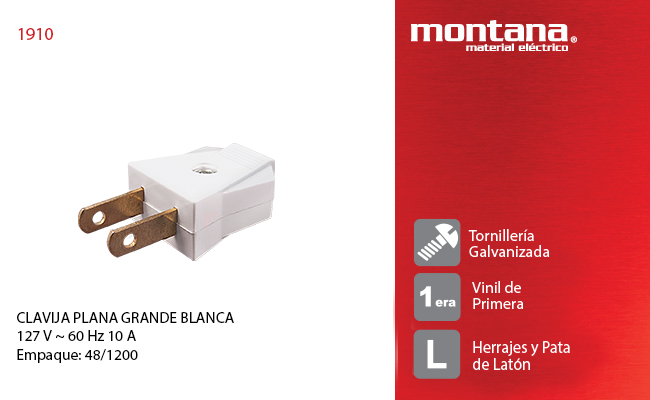 1910
CLAVIJA PLANA GRANDE BLANCA
127 V ~ 60 Hz 10 A
Empaque: 48/1200
montana®
material eléctrico
Tornillería
Galvanizada
1era
Vinil de
Primera
L
Herrajes y Pata
de Latón